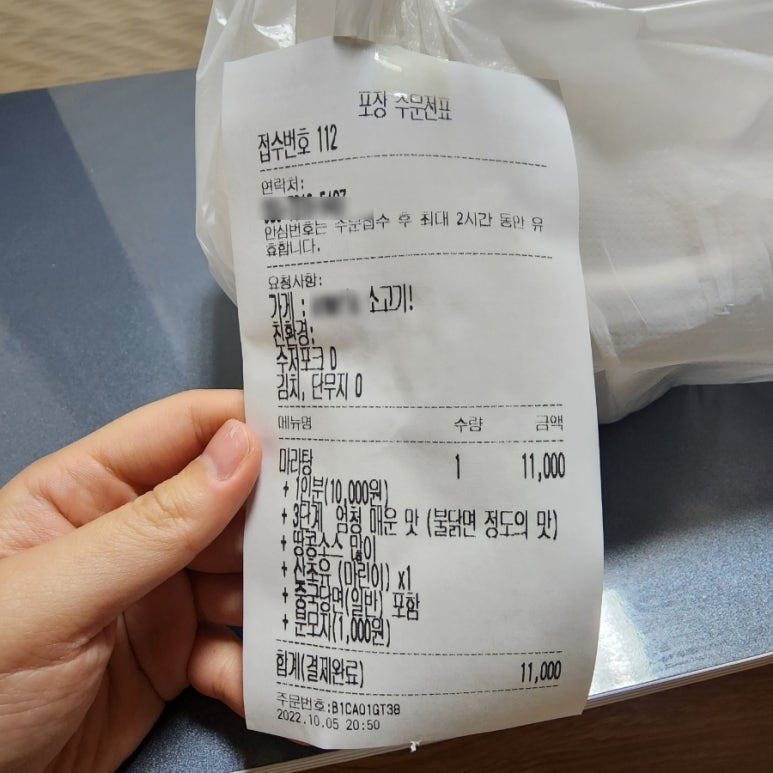 포장 주문전표
접수번호 112
연락처:
안심번호는 주문접수 후 최대 2시간 동안 유
효합니다.
요청사항:
가게 : 소고기!
친환경:
수저포크 0
김치, 단무지 0
메뉴명 수량 금액
마라탕 1 11,000
+ 1인분(10,000원)
+ 3단계 엄청 매운 맛 (불닭면 정도의 맛)
+ 땅콩소스 많이
+ 산초유 (마라이) x1
+ 중국당면(일반) 포함
+ 분모자(1,000원)
합계(결제완료) 11,000
주문번호:B1CA01GT38
2022.10.05 20:50